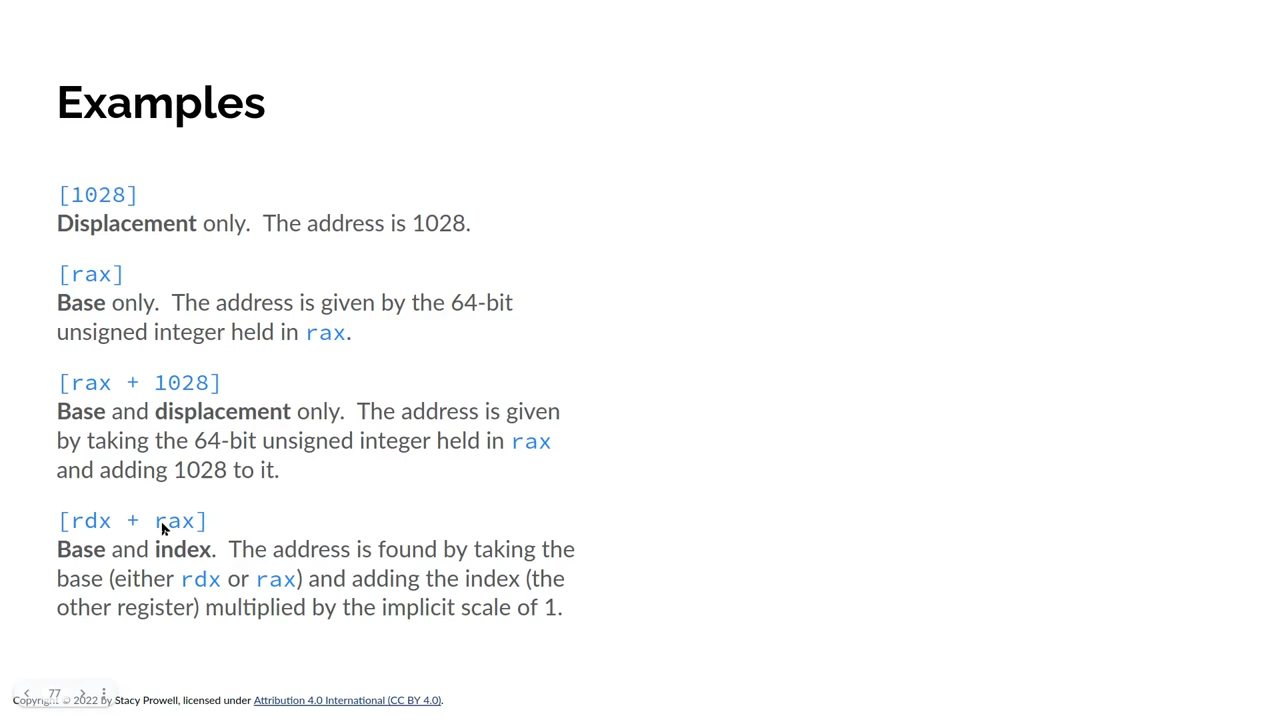 Examples
[1028]
Displacement only. The address is 1028.
[rax]
Base only. The address is given by the 64-bit
unsigned integer held in rax.
[rax + 1028]
Base and displacement only. The address is given
by taking the 64-bit unsigned integer held in rax
and adding 1028 to it.
[rdx + rax]
Base and index. The address is found by taking the
base (either rdx or rax) and adding the index (the
other register) multiplied by the implicit scale of 1.
77
Copyright © 2022 by Stacy Prowell, licensed under Attribution 4.0 International (CC BY 4.0).